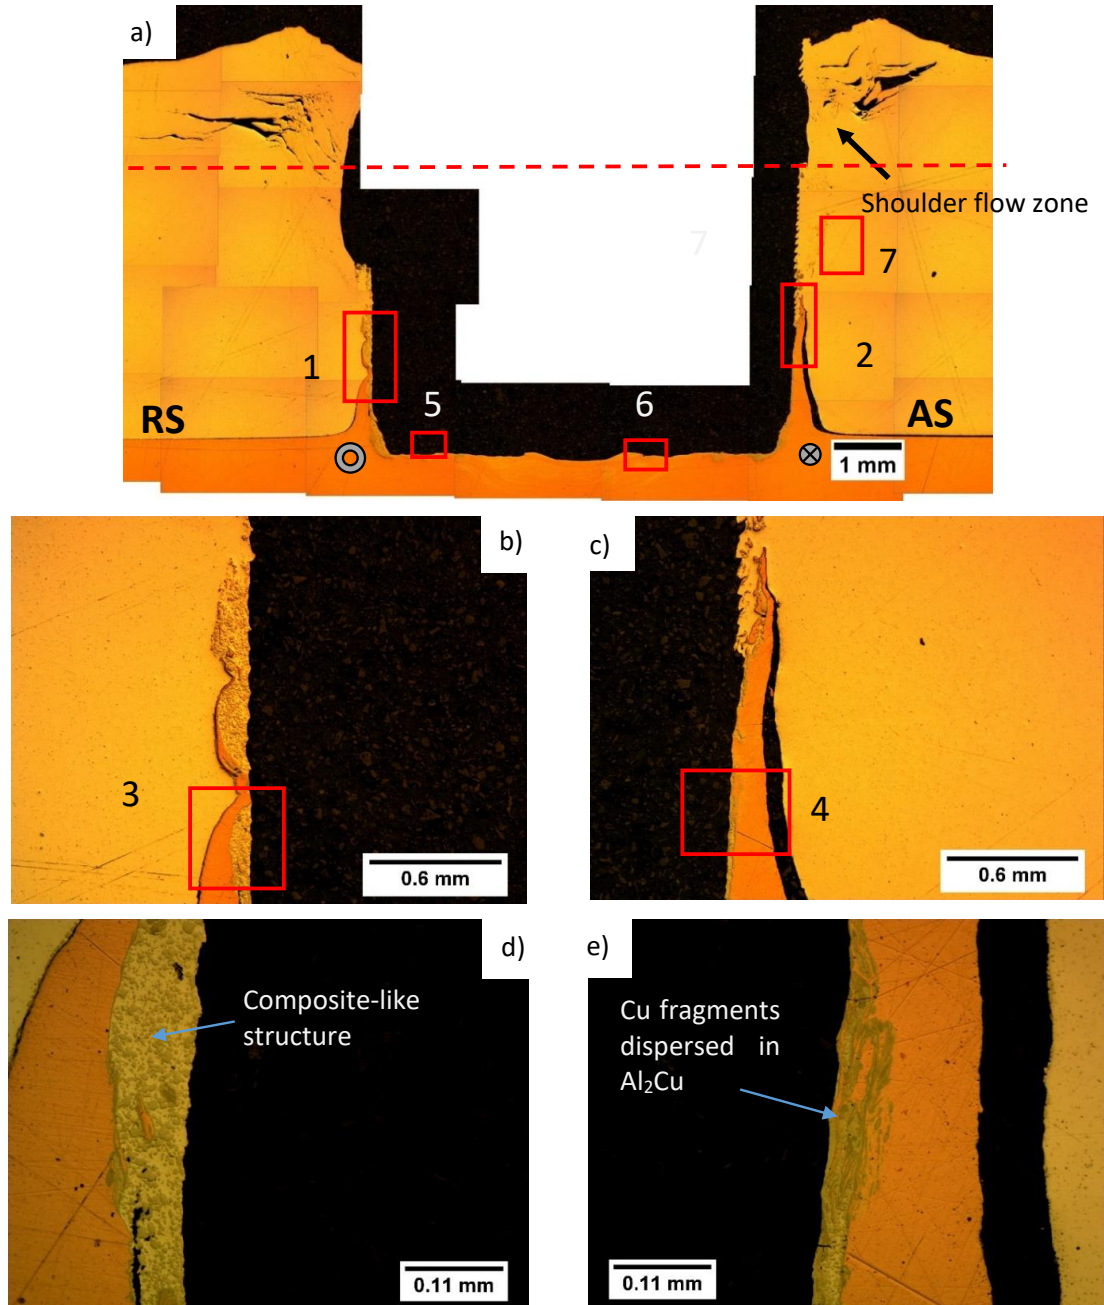 a)
Shoulder flow zone
7
7
1
2
5
6
RS
AS
1 mm
b)
c)
3
4
0.6 mm
0.6 mm
d)
e)
Composite-like
structure
Cu fragments
dispersed in
Al₂Cu
0.11 mm
0.11 mm